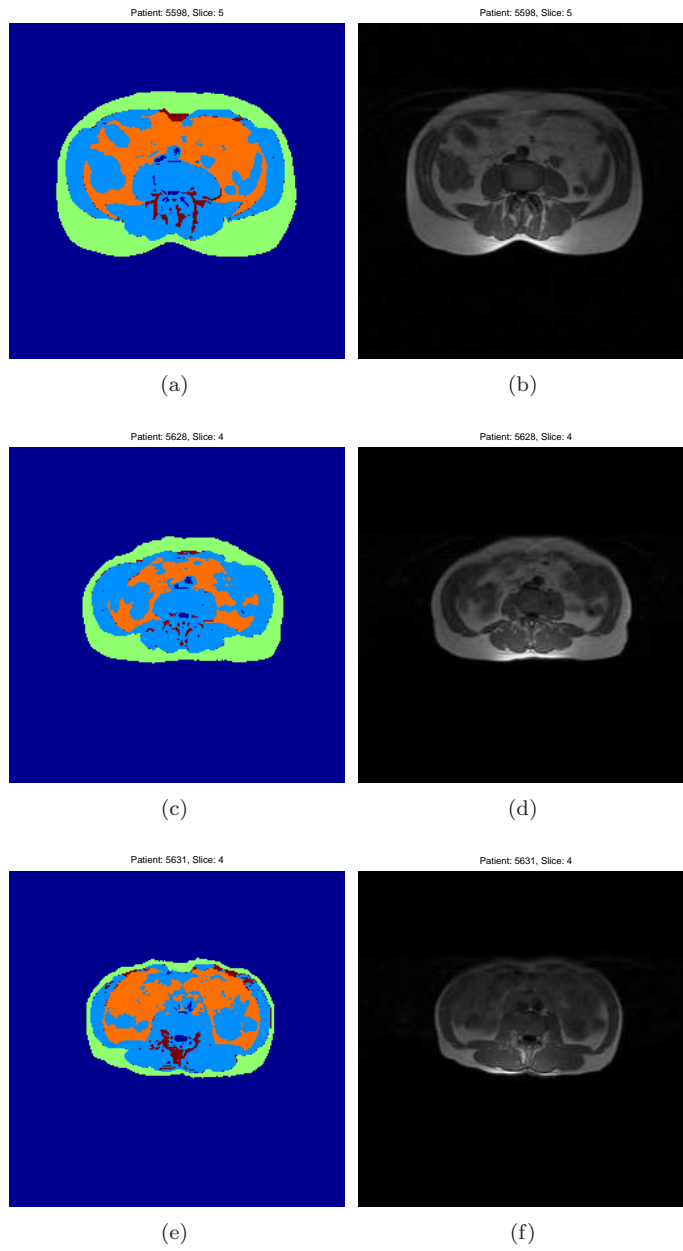 Patient: 5598, Slice: 5
Patient: 5598, Slice: 5
(a)
(b)
Patient: 5628, Slice: 4
Patient: 5628, Slice: 4
(c)
(d)
Patient: 5631, Slice: 4
Patient: 5631, Slice: 4
(e)
(f)